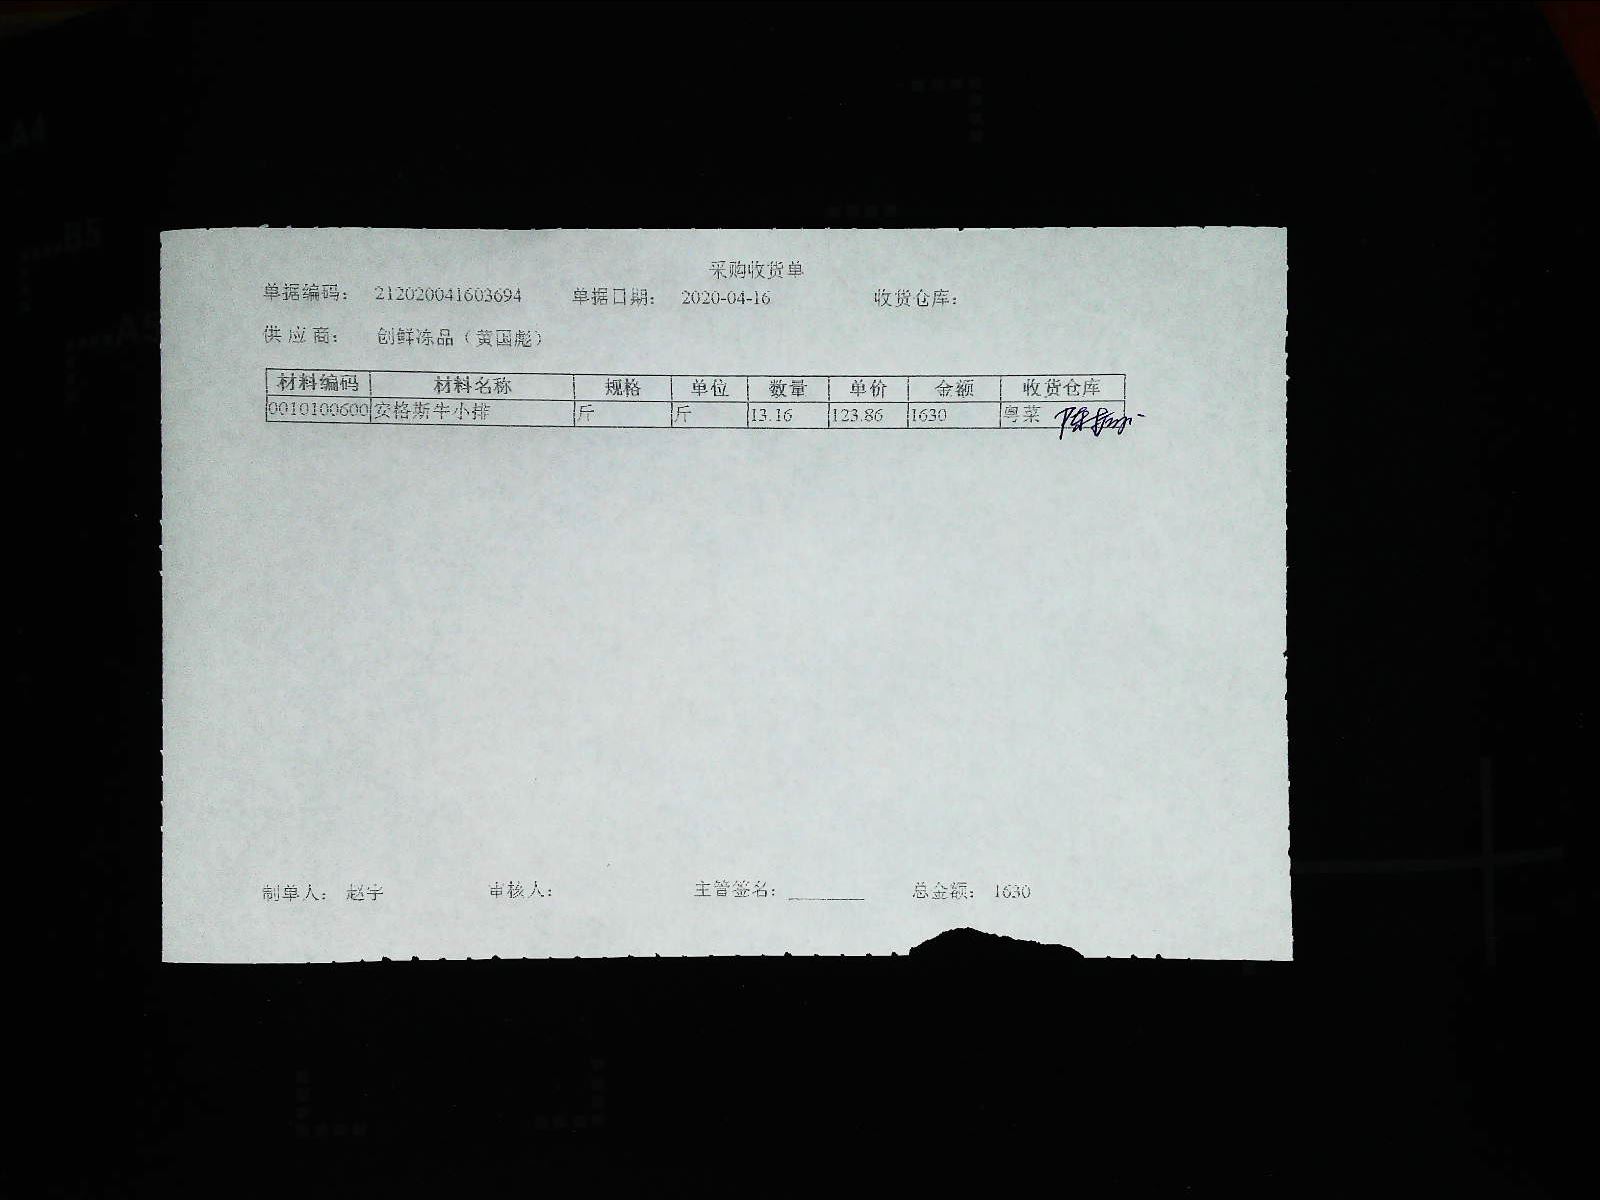 采购收货单
单据编码： 212020041603694 单据日期： 2020-04-16 收货仓库：
供 应 商： 创鲜冻品（黄国彪）
材料编码 材料名称 规格 单位 数量 单价 金额 收货仓库
0010100600 安格斯牛小排 斤 斤 13.16 123.86 1630 粤菜
制单人： 赵宇 审核人： 主管签名： ________ 总金额： 1630